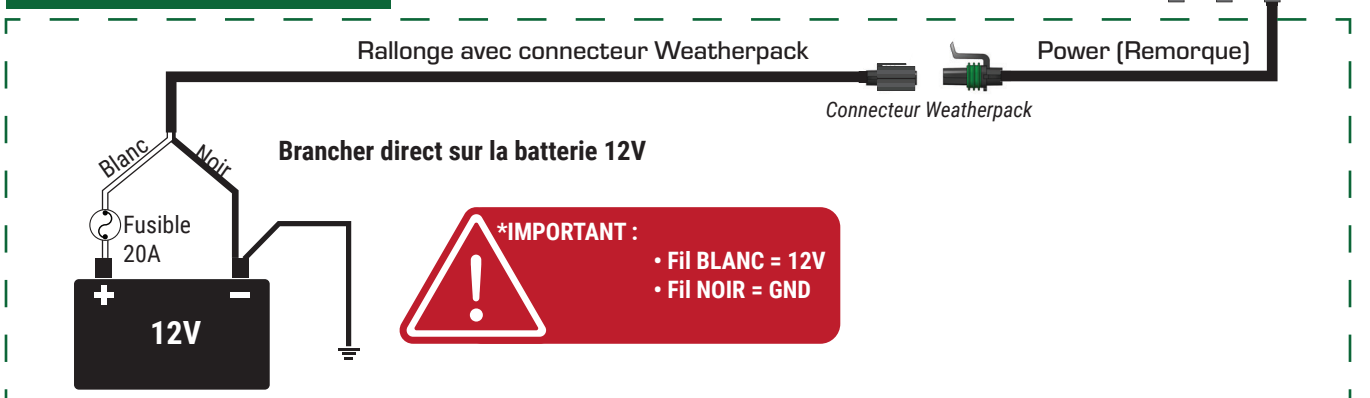 Rallonge avec connecteur Weatherpack
Power (Remorque)
Connecteur Weatherpack
Blanc
Noir
Brancher direct sur la batterie 12V
Fusible
20A
*IMPORTANT :
• Fil BLANC = 12V
• Fil NOIR = GND
+ −
12V